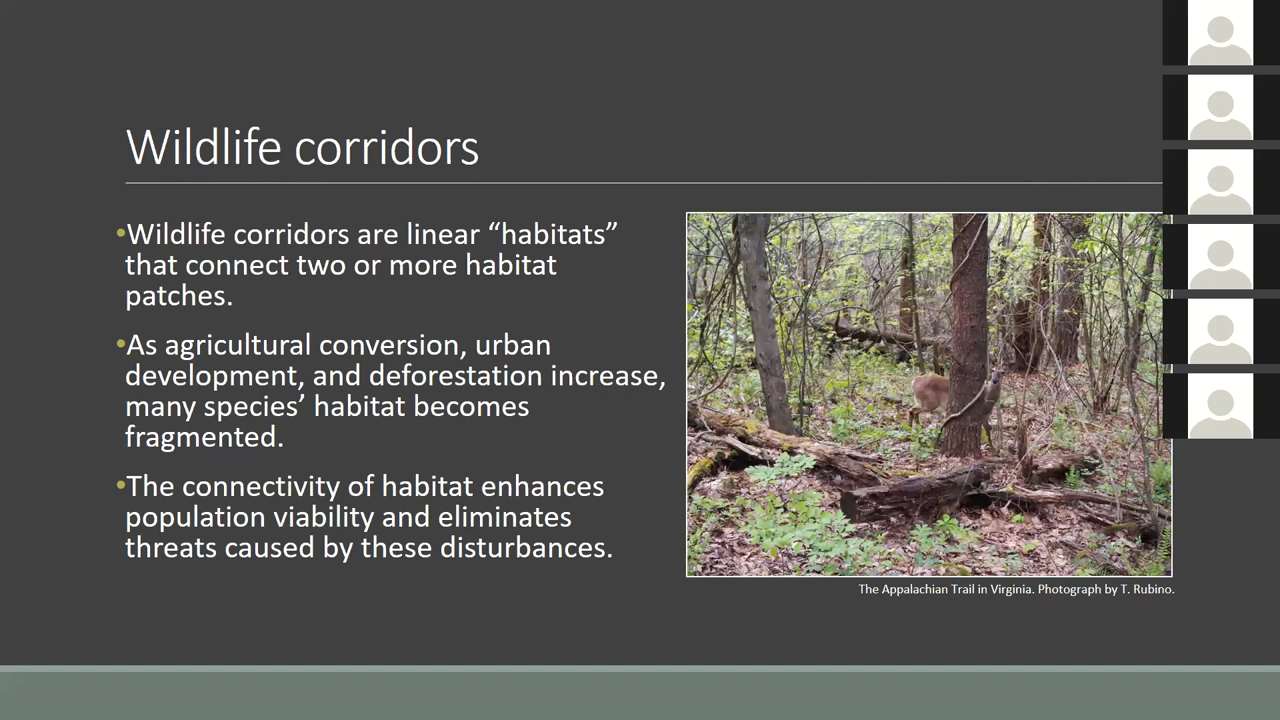 Wildlife corridors
•Wildlife corridors are linear “habitats”
that connect two or more habitat
patches.
•As agricultural conversion, urban
development, and deforestation increase,
many species’ habitat becomes
fragmented.
•The connectivity of habitat enhances
population viability and eliminates
threats caused by these disturbances.
The Appalachian Trail in Virginia. Photograph by T. Rubino.